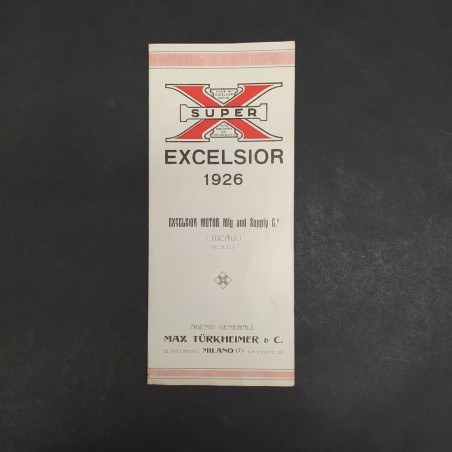 SUPER
X
EXCELSIOR
1926
EXCELSIOR MOTOR Mfg and Supply C.º
CHICAGO
AGENTI GENERALI
MAX TÜRKHEIMER & C.
MILANO